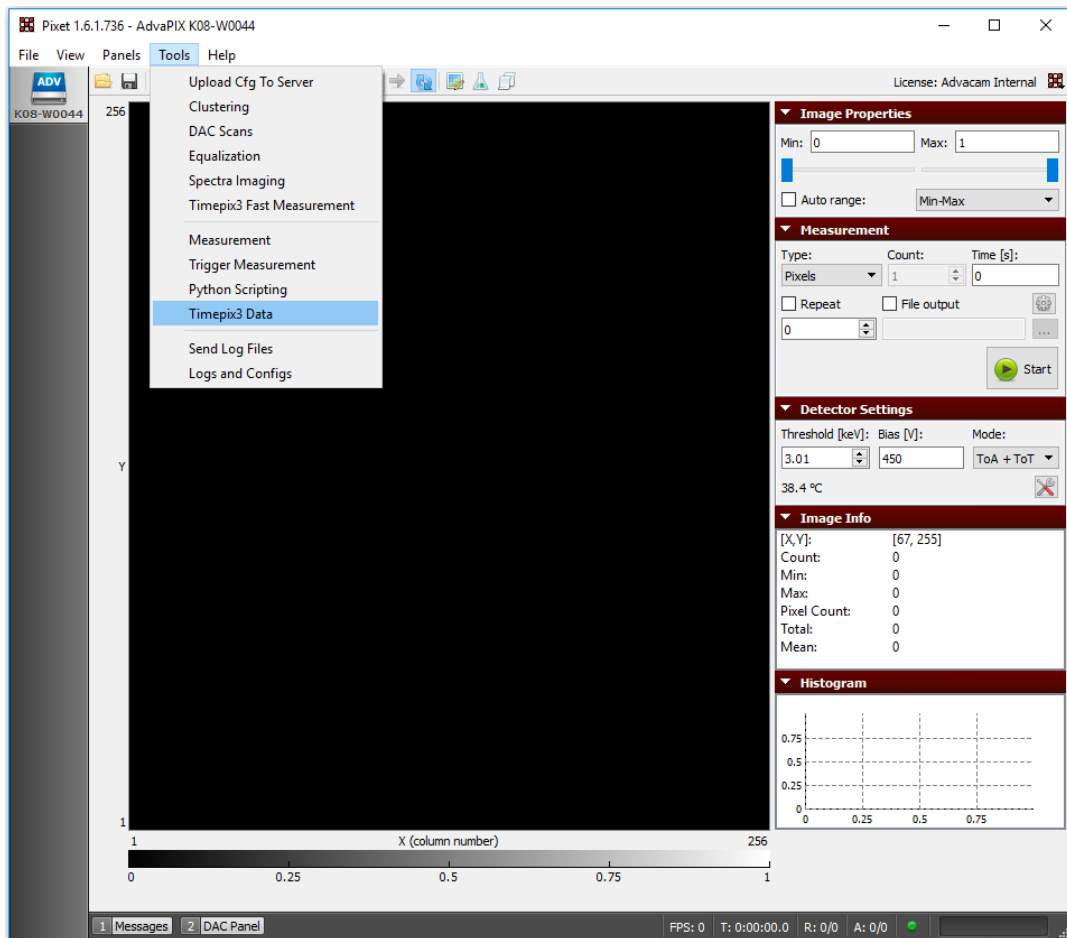 Pixet 1.6.1.736 - AdvaPIX K08-W0044
File View Panels Tools Help
ADV
K08-W0044
License: Advacam Internal
Upload Cfg To Server
Clustering
DAC Scans
Equalization
Spectra Imaging
Timepix3 Fast Measurement
Measurement
Trigger Measurement
Python Scripting
Timepix3 Data
Send Log Files
Logs and Configs
256
Y
1
1 X (column number) 256
0 0.25 0.5 0.75 1
Image Properties
Min: 0 Max: 1
Auto range: Min-Max
Measurement
Type: Count: Time [s]:
Pixels 1 0
Repeat File output
0 ...
Start
Detector Settings
Threshold [keV]: Bias [V]: Mode:
3.01 450 ToA + ToT
38.4 ºC
Image Info
[X,Y]: [67, 255]
Count: 0
Min: 0
Max: 0
Pixel Count: 0
Total: 0
Mean: 0
Histogram
0.75
0.5
0.25
0
0 0.25 0.5 0.75
1 Messages 2 DAC Panel FPS: 0 T: 0:00:00.0 R: 0/0 A: 0/0